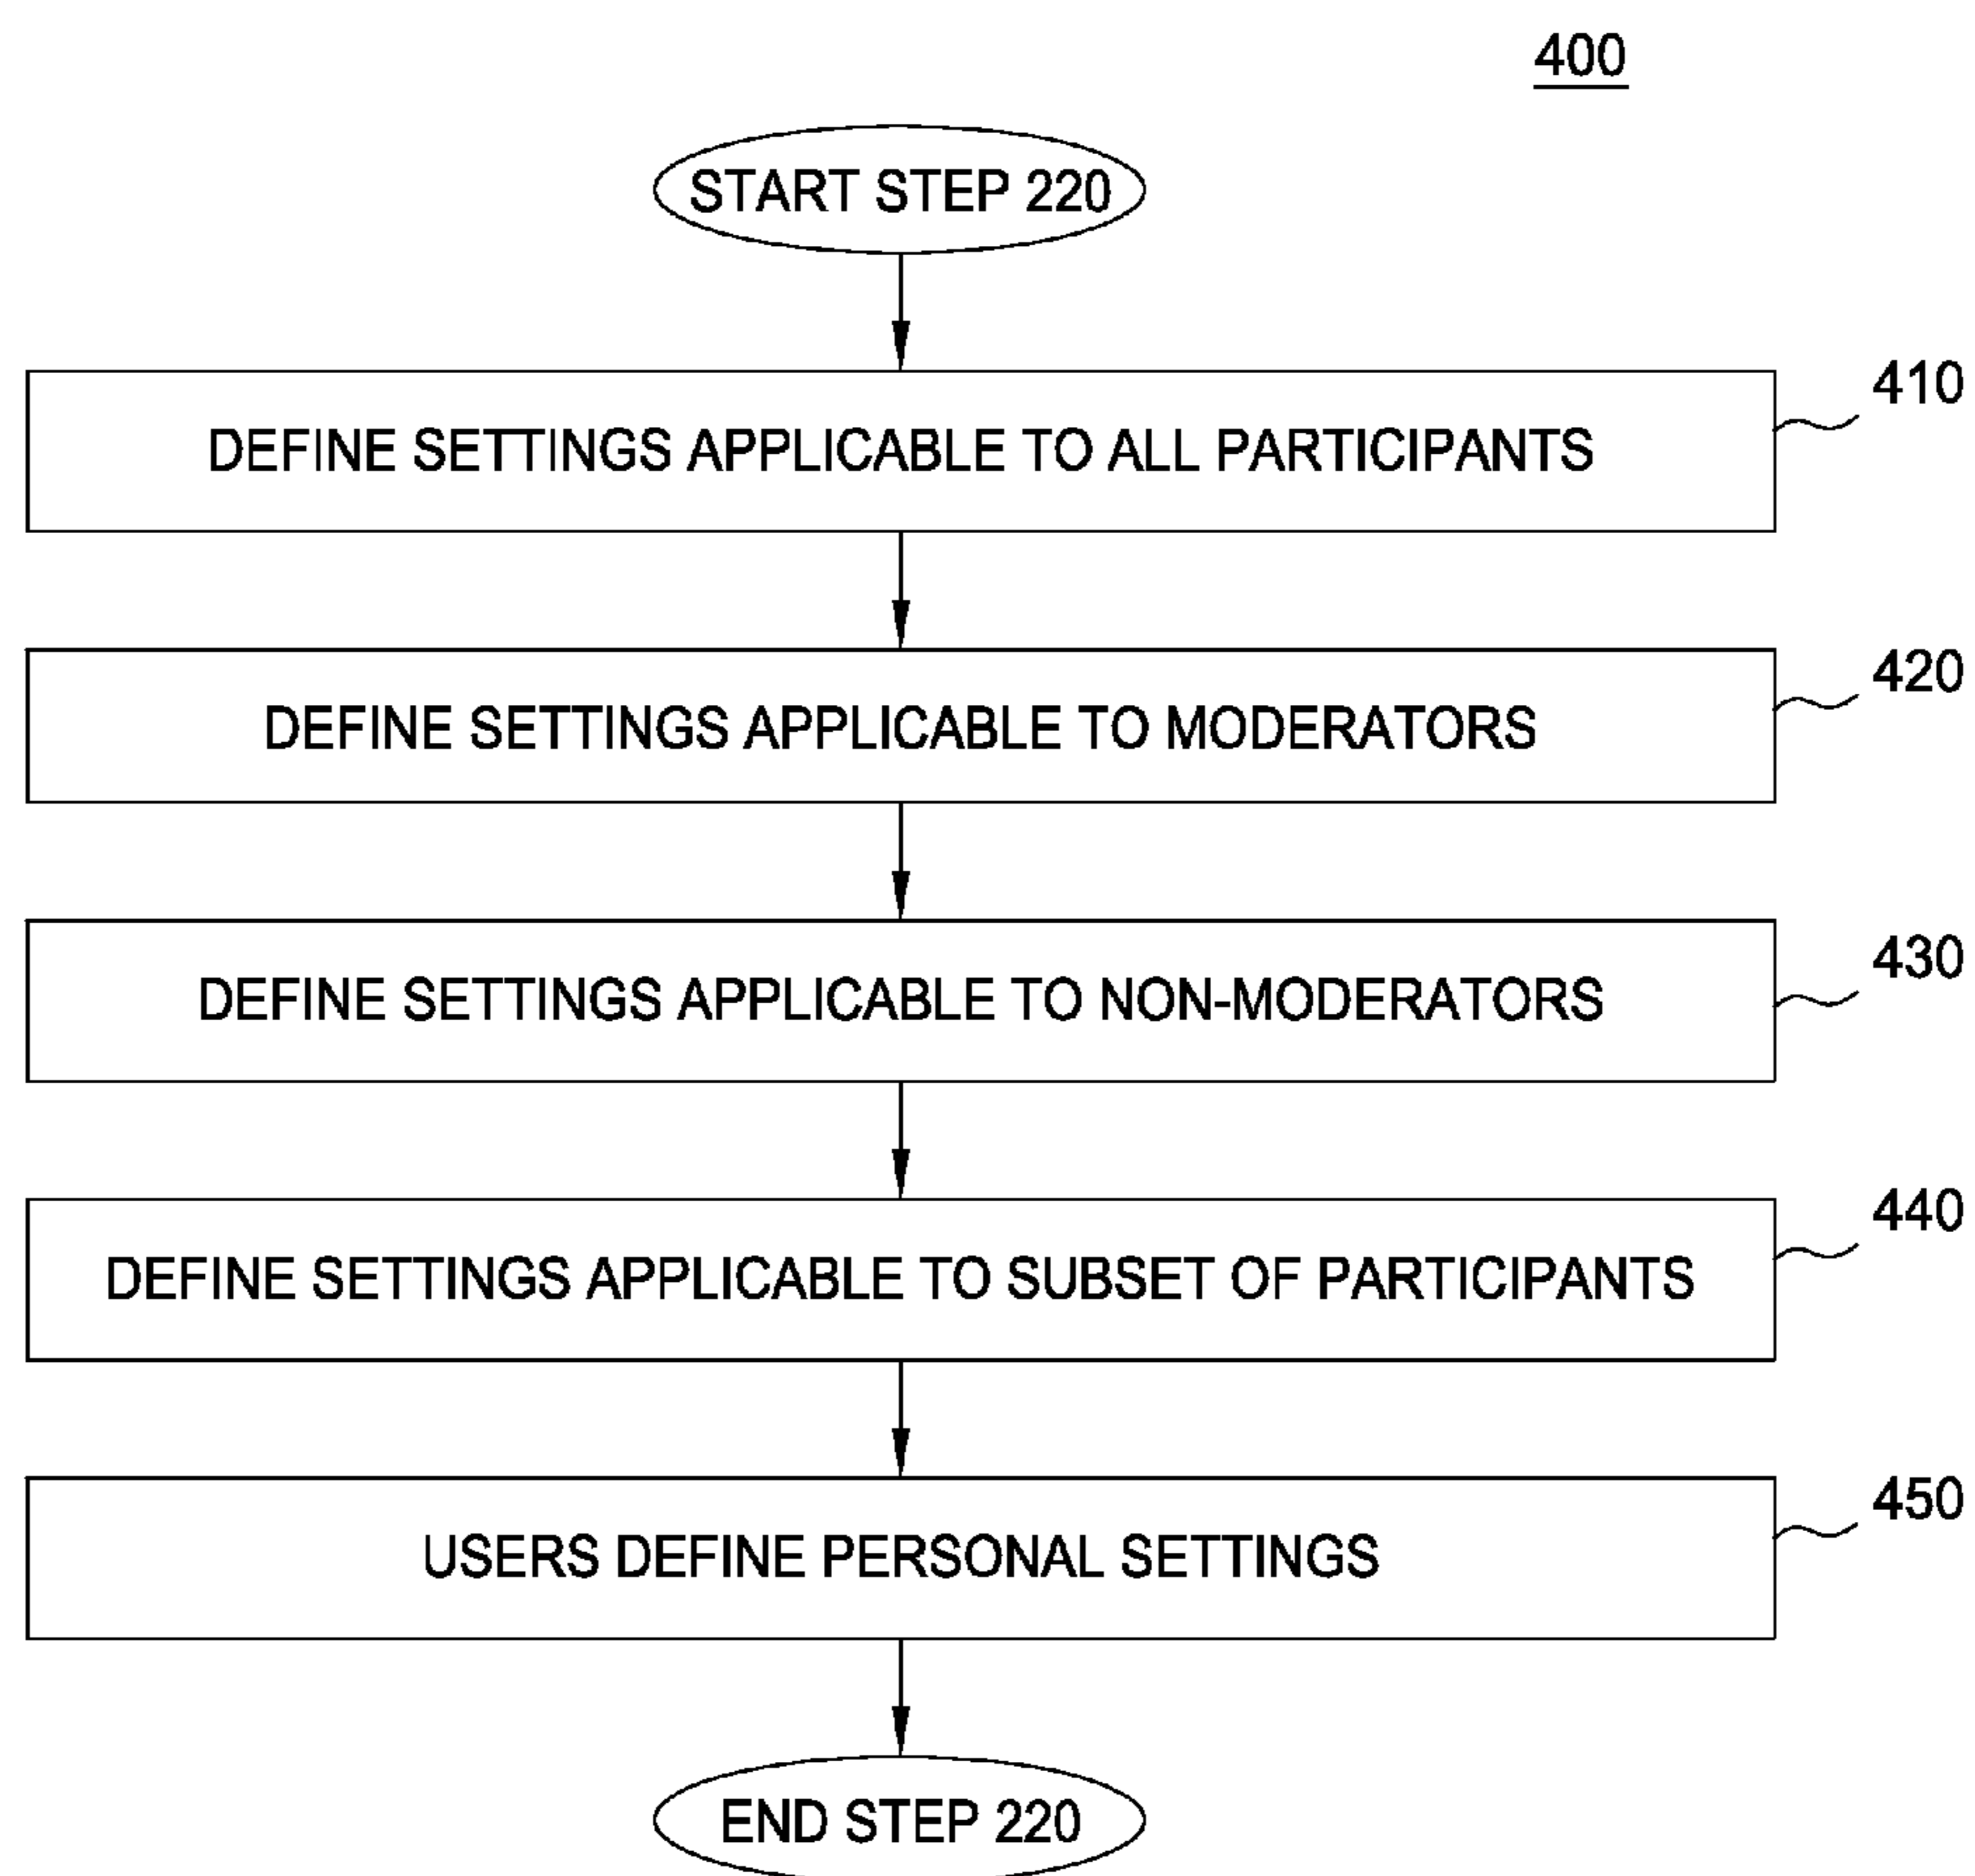 400
START STEP 220
410
DEFINE SETTINGS APPLICABLE TO ALL PARTICIPANTS
420
DEFINE SETTINGS APPLICABLE TO MODERATORS
430
DEFINE SETTINGS APPLICABLE TO NON-MODERATORS
440
DEFINE SETTINGS APPLICABLE TO SUBSET OF PARTICIPANTS
450
USERS DEFINE PERSONAL SETTINGS
END STEP 220